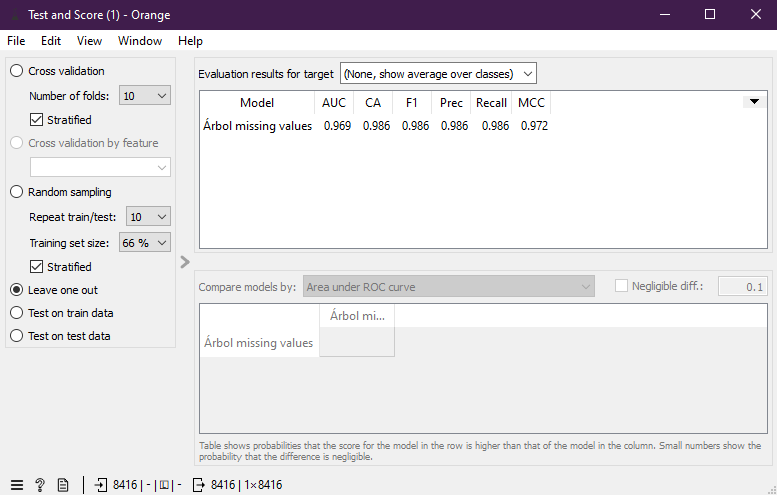 Test and Score (1) - Orange
File Edit View Window Help
Cross validation
Number of folds: 10
Stratified
Cross validation by feature
Random sampling
Repeat train/test: 10
Training set size: 66 %
Stratified
Leave one out
Test on train data
Test on test data
Evaluation results for target (None, show average over classes)
Model AUC CA F1 Prec Recall MCC
Árbol missing values 0.969 0.986 0.986 0.986 0.986 0.972
Compare models by: Area under ROC curve Negligible diff.: 0.1
Árbol mi...
Árbol missing values
Table shows probabilities that the score for the model in the row is higher than that of the model in the column. Small numbers show the
probability that the difference is negligible.
8416 | - | - 8416 | 1×8416